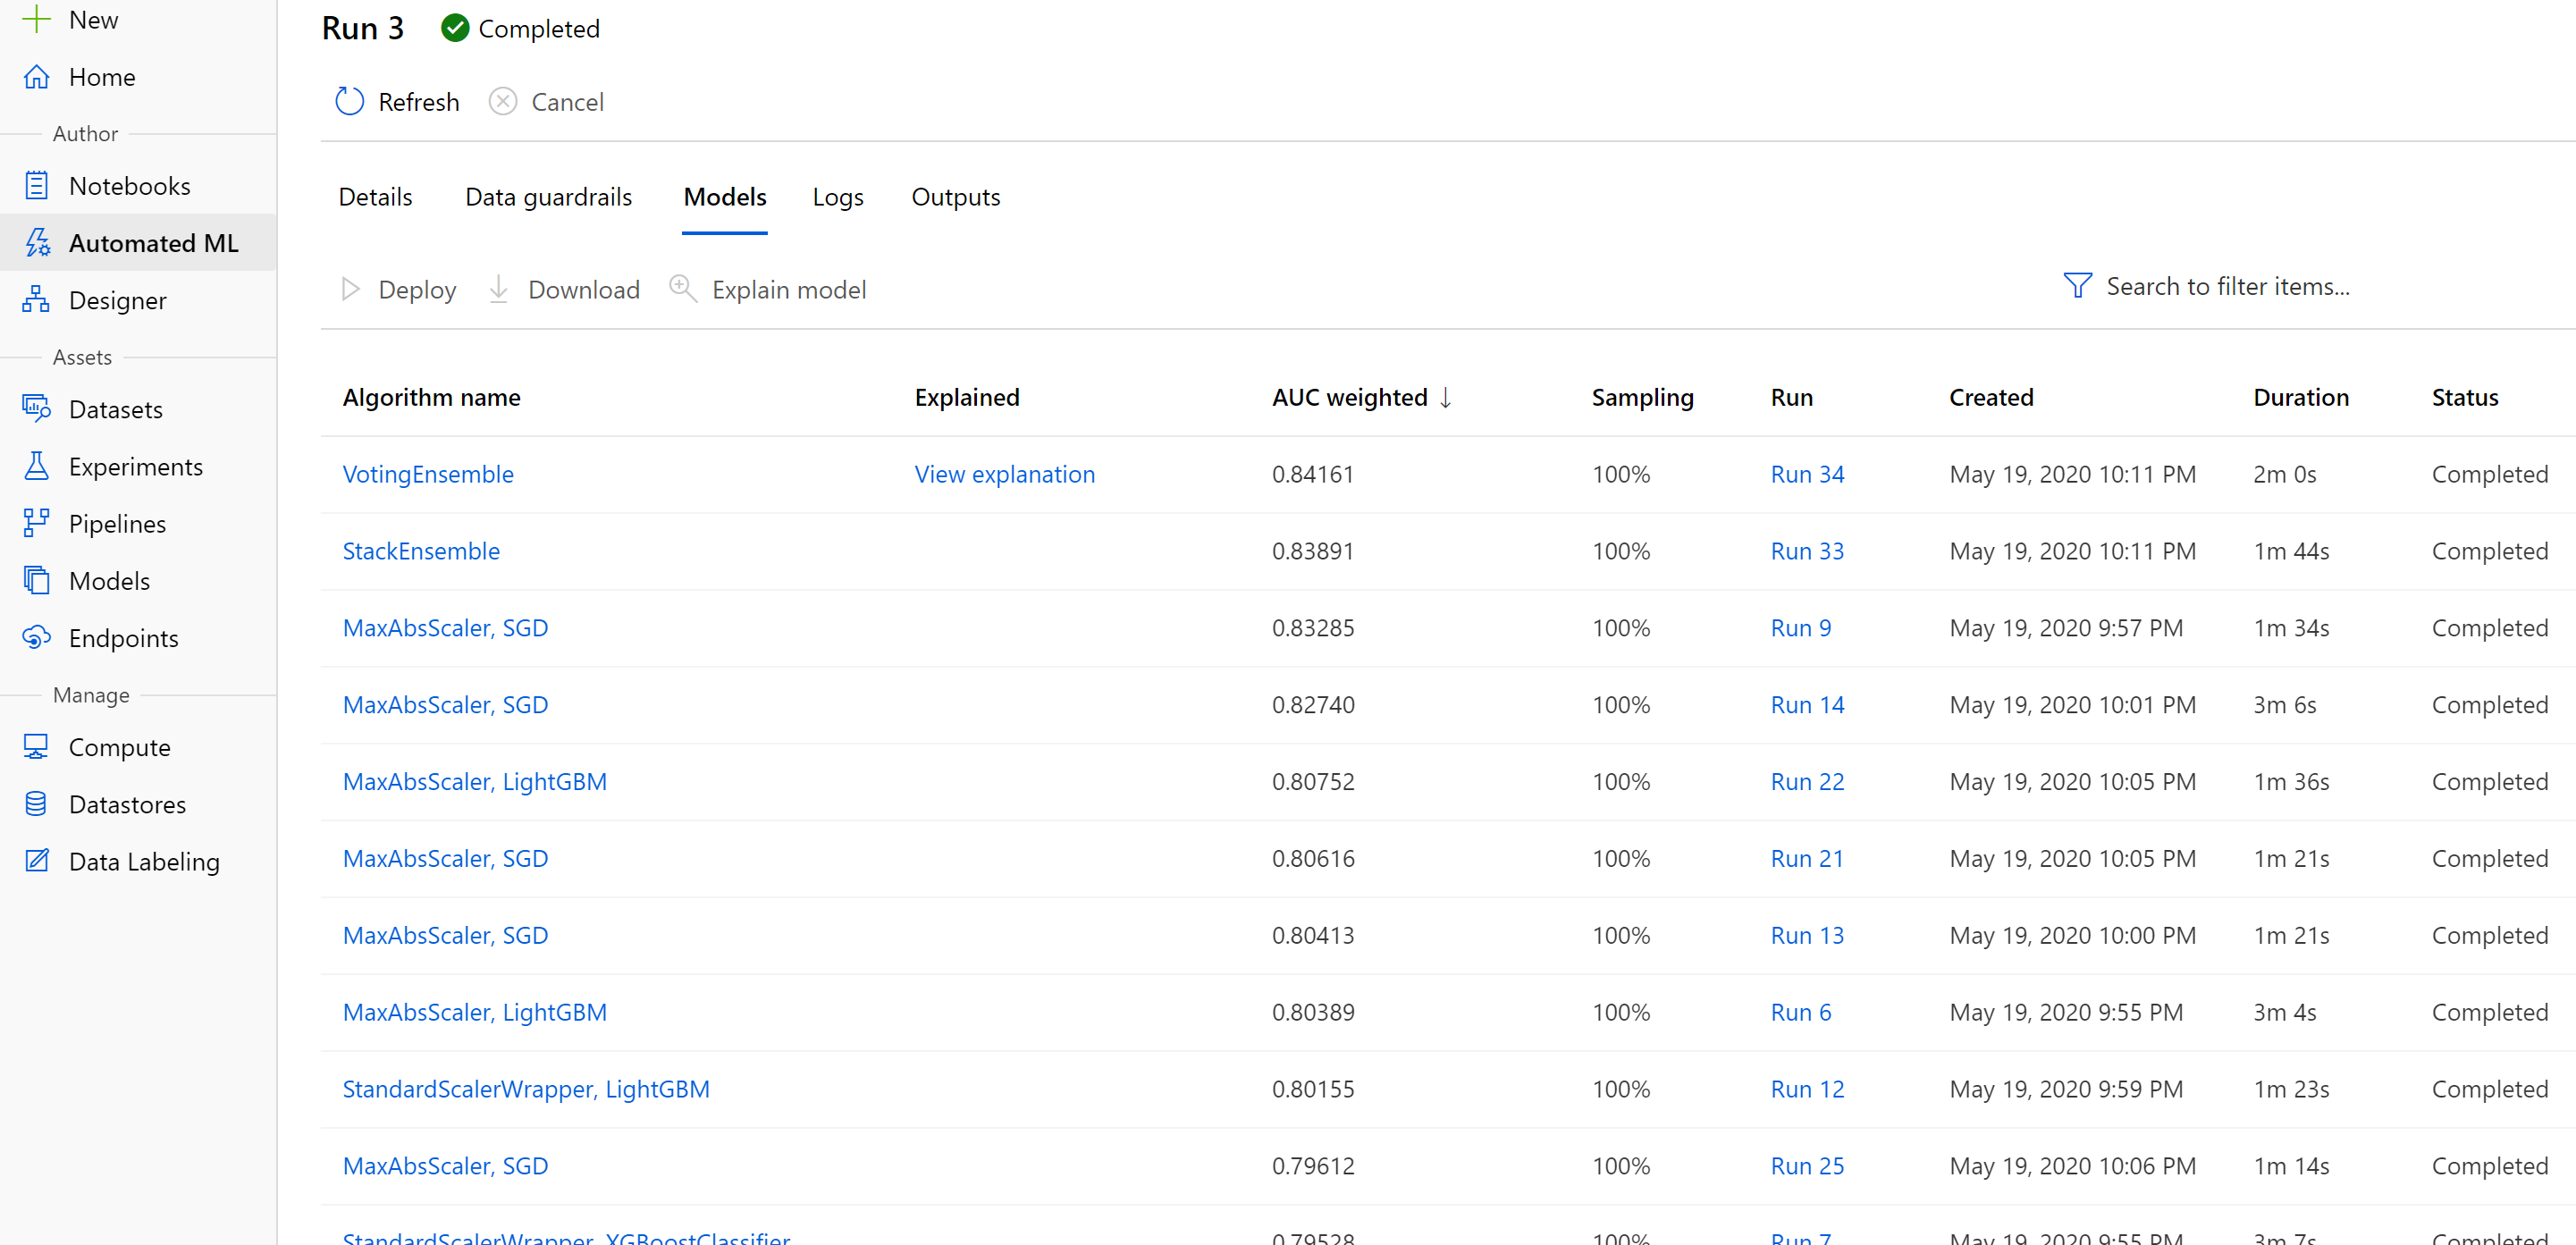 New
Home
Author
Notebooks
Automated ML
Designer
Assets
Datasets
Experiments
Pipelines
Models
Endpoints
Manage
Compute
Datastores
Data Labeling
Run 3 Completed
Refresh Cancel
Details Data guardrails Models Logs Outputs
Deploy Download Explain model Search to filter items...
Algorithm name Explained AUC weighted ↓ Sampling Run Created Duration Status
VotingEnsemble View explanation 0.84161 100% Run 34 May 19, 2020 10:11 PM 2m 0s Completed
StackEnsemble 0.83891 100% Run 33 May 19, 2020 10:11 PM 1m 44s Completed
MaxAbsScaler, SGD 0.83285 100% Run 9 May 19, 2020 9:57 PM 1m 34s Completed
MaxAbsScaler, SGD 0.82740 100% Run 14 May 19, 2020 10:01 PM 3m 6s Completed
MaxAbsScaler, LightGBM 0.80752 100% Run 22 May 19, 2020 10:05 PM 1m 36s Completed
MaxAbsScaler, SGD 0.80616 100% Run 21 May 19, 2020 10:05 PM 1m 21s Completed
MaxAbsScaler, SGD 0.80413 100% Run 13 May 19, 2020 10:00 PM 1m 21s Completed
MaxAbsScaler, LightGBM 0.80389 100% Run 6 May 19, 2020 9:55 PM 3m 4s Completed
StandardScalerWrapper, LightGBM 0.80155 100% Run 12 May 19, 2020 9:59 PM 1m 23s Completed
MaxAbsScaler, SGD 0.79612 100% Run 25 May 19, 2020 10:06 PM 1m 14s Completed
StandardScalerWrapper, XGBoostClassifier 0.79528 100% Run 7 May 19, 2020 9:55 PM 3m 7s Completed